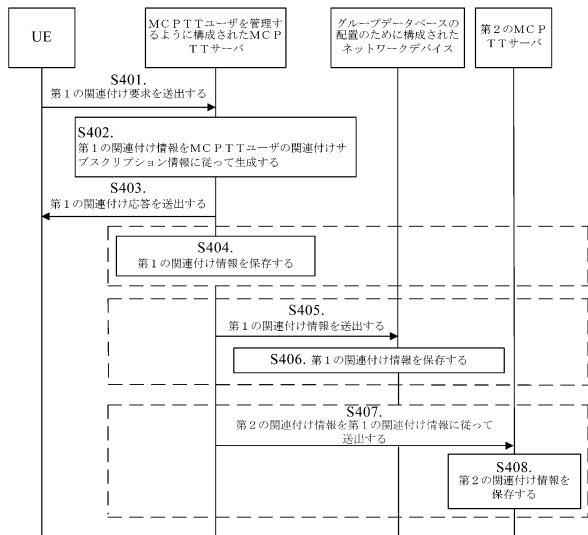 UE
MCPTTユーザを管理す
るように構成されたMCP
TTサーバ
グループデータベースの
配置のために構成された
ネットワークデバイス
第2のMCP
TTサーバ
S401.
第1の関連付け要求を送出する
S402.
第1の関連付け情報をMCPTTユーザの関連付けサ
ブスクリプション情報に従って生成する
S403.
第1の関連付け応答を送出する
S404.
第1の関連付け情報を保存する
S405.
第1の関連付け情報を送出する
S406. 第1の関連付け情報を保存する
S407.
第2の関連付け情報を第1の関連付け情報に従って
送出する
S408.
第2の関連付け情報を
保存する